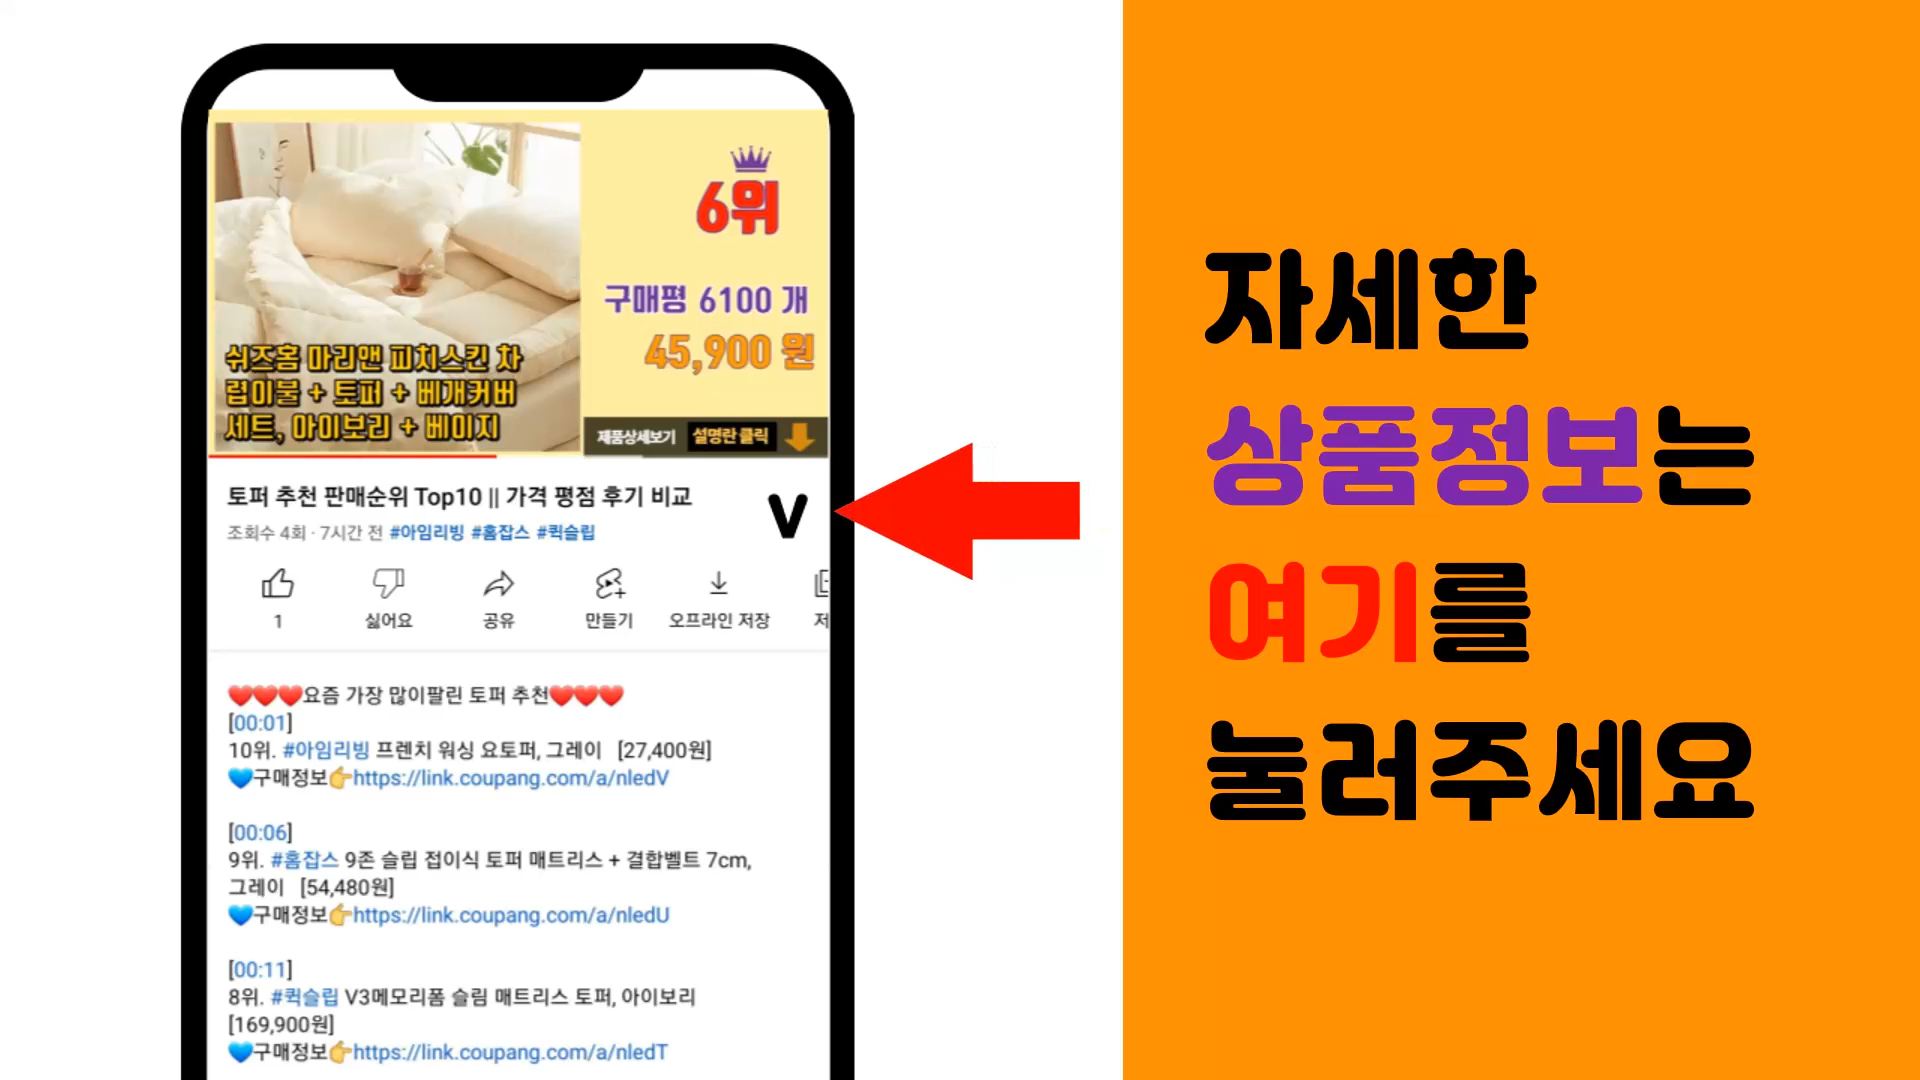 6위
구매평 6100 개
45,900 원
쉬즈홈 마리앤 피치스킨 차
렵이불 + 토퍼 + 베개커버
세트, 아이보리 + 베이지
제품상세보기 설명란 클릭
토퍼 추천 판매순위 Top10 || 가격 평점 후기 비교
V
조회수 4회 · 7시간 전 #아임리빙 #홈잡스 #퀵슬립
1 싫어요 공유 만들기 오프라인 저장 저
❤️❤️❤️요즘 가장 많이팔린 토퍼 추천❤️❤️❤️
[00:01]
10위. #아임리빙 프렌치 워싱 요토퍼, 그레이 [27,400원]
💙구매정보👉https://link.coupang.com/a/nledV
[00:06]
9위. #홈잡스 9존 슬립 접이식 토퍼 매트리스 + 결합벨트 7cm,
그레이 [54,480원]
💙구매정보👉https://link.coupang.com/a/nledU
[00:11]
8위. #퀵슬립 V3메모리폼 슬림 매트리스 토퍼, 아이보리
[169,900원]
💙구매정보👉https://link.coupang.com/a/nledT
자세한
상품정보는
여기를
눌러주세요